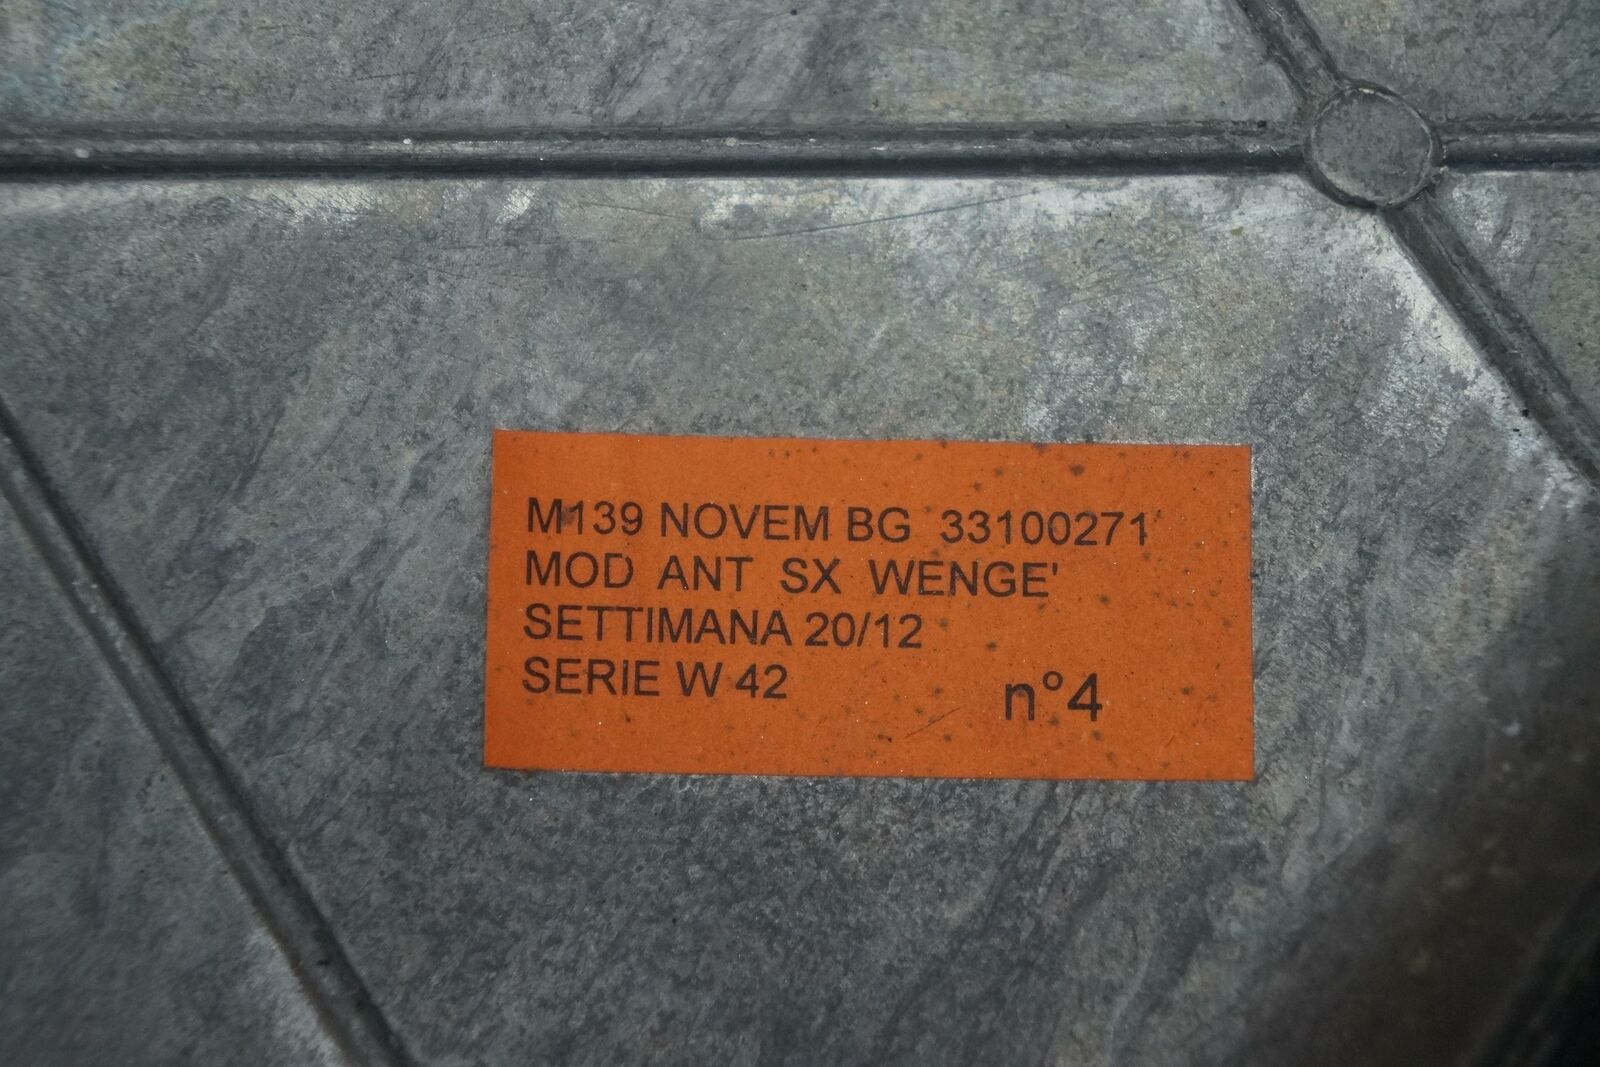 M139 NOVEM BG 33100271
MOD ANT SX WENGE'
SETTIMANA 20/12
SERIE W 42
n°4